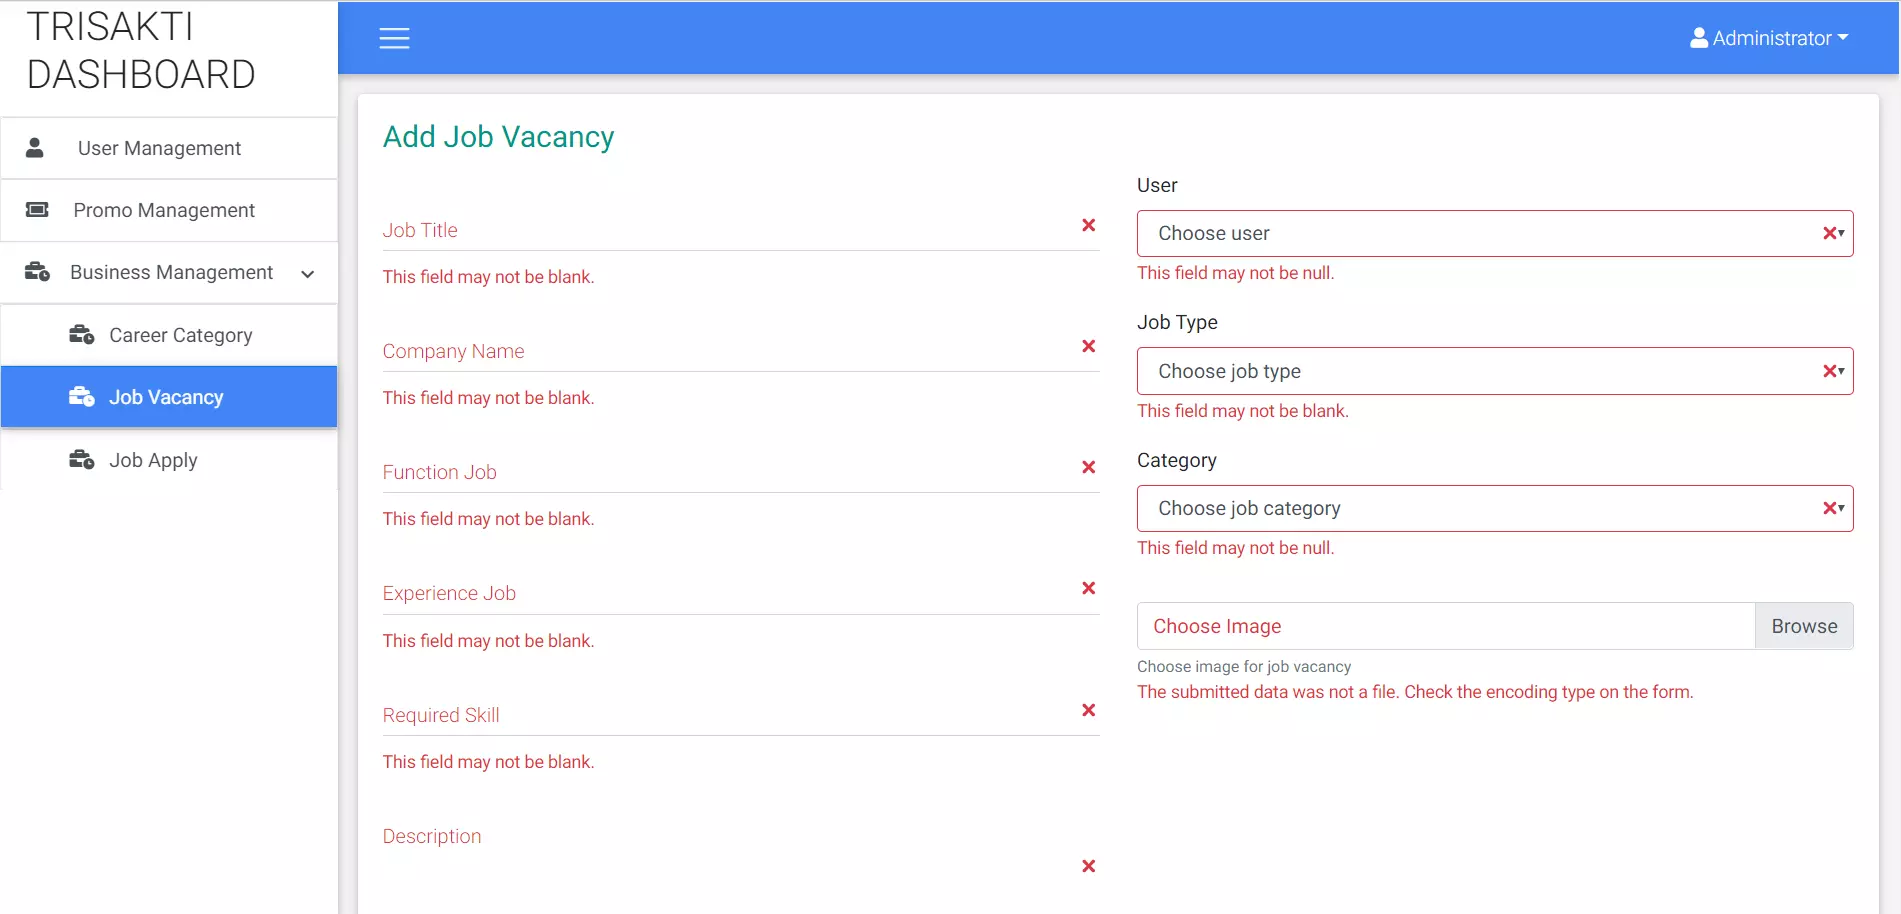 TRISAKTI
DASHBOARD
User Management
Promo Management
Business Management
Career Category
Job Vacancy
Job Apply
Administrator
Add Job Vacancy
Job Title
This field may not be blank.
Company Name
This field may not be blank.
Function Job
This field may not be blank.
Experience Job
This field may not be blank.
Required Skill
This field may not be blank.
Description
User
Choose user
This field may not be null.
Job Type
Choose job type
This field may not be blank.
Category
Choose job category
This field may not be null.
Choose Image
Browse
Choose image for job vacancy
The submitted data was not a file. Check the encoding type on the form.